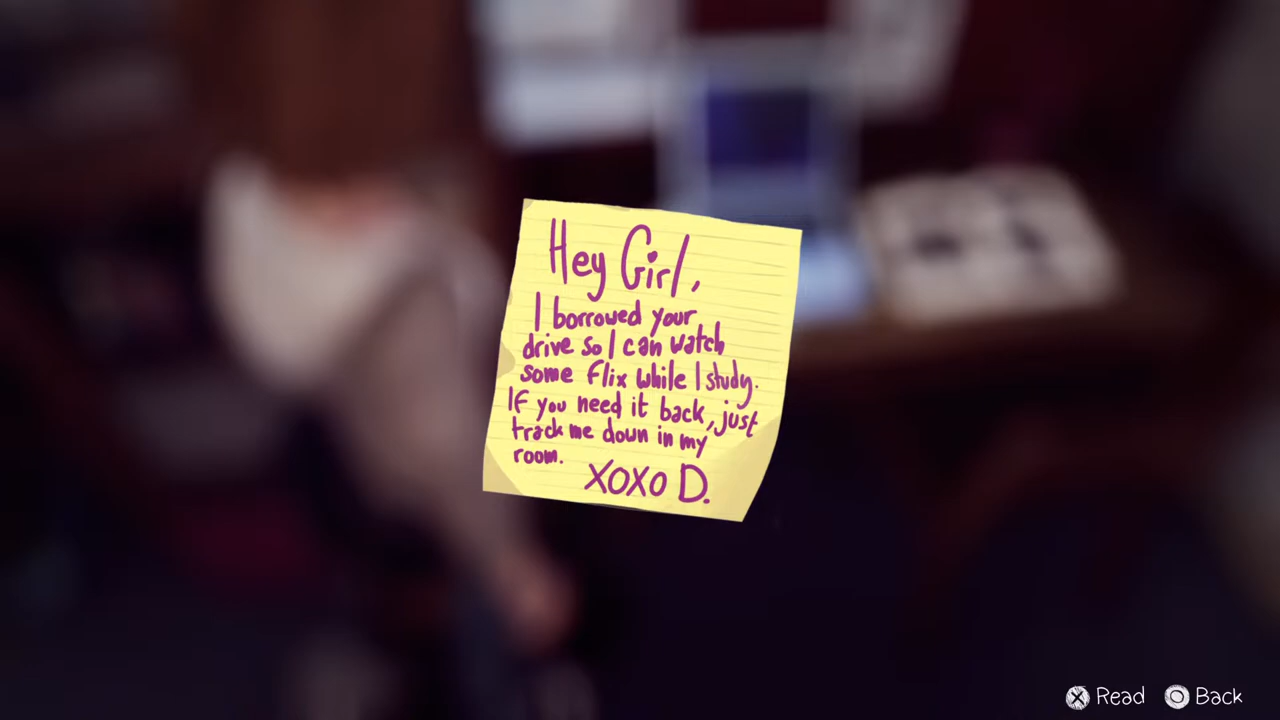 Hey Girl,
I borrowed your
drive so I can watch
some flix while I study.
If you need it back, just
track me down in my
room.
XOXO D.
Read Back